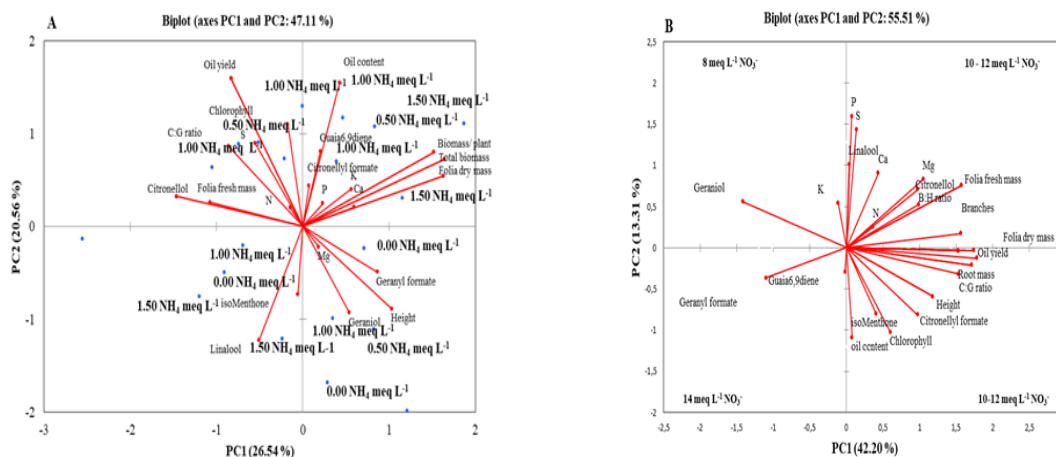 A
Biplot (axes PC1 and PC2: 47.11 %)
2
Oil yield
Oil content
1.00 NH4 meq L-1
1.00 NH4 meq L-1
1.50 NH4 meq L-1
Chlorophyll
0.50 NH4 meq L-1
0.50 NH4 meq L-1
1
C:G ratio
S
Guaia6,9diene
Biomass/ plant
1.00 NH4 meq L-1
1.00 NH4 meq L-1
Total biomass
Citronellyl formate
Folia dry mass
K
Citronellol
Folia fresh mass
P
Ca
N
1.50 NH4 meq L-1
0
1.00 NH4 meq L-1
0.00 NH4 meq L-1
Mg
0.00 NH4 meq L-1
Geranyl formate
1.50 NH4 meq L-1
isoMenthone
-1
Geraniol
Height
1.00 NH4 meq L-1
Linalool
1.50 NH4 meq L-1
0.50 NH4 meq L-1
0.00 NH4 meq L-1
-2
-3
-2
-1
0
1
2
PC1 (26.54 %)
PC2 (20.56 %)
B
Biplot (axes PC1 and PC2: 55.51 %)
2,5
8 meq L-1 NO3-
10 - 12 meq L-1 NO3-
2
P
1,5
S
Linalool
1
Ca
Mg
Geraniol
Citronellol
Folia fresh mass
K
B:H ratio
0,5
N
Branches
Folia dry mass
0
Oil yield
Guaia6,9diene
Root mass
C:G ratio
-0,5
Geranyl formate
Height
isoMenthone
Citronellyl formate
-1
oil ccntent
Chlorophyll
-1,5
14 meq L-1 NO3-
10-12 meq L-1 NO3-
-2
-2
-1,5
-1
-0,5
0
0,5
1
1,5
2
2,5
PC1 (42.20 %)
PC2 (13.31 %)